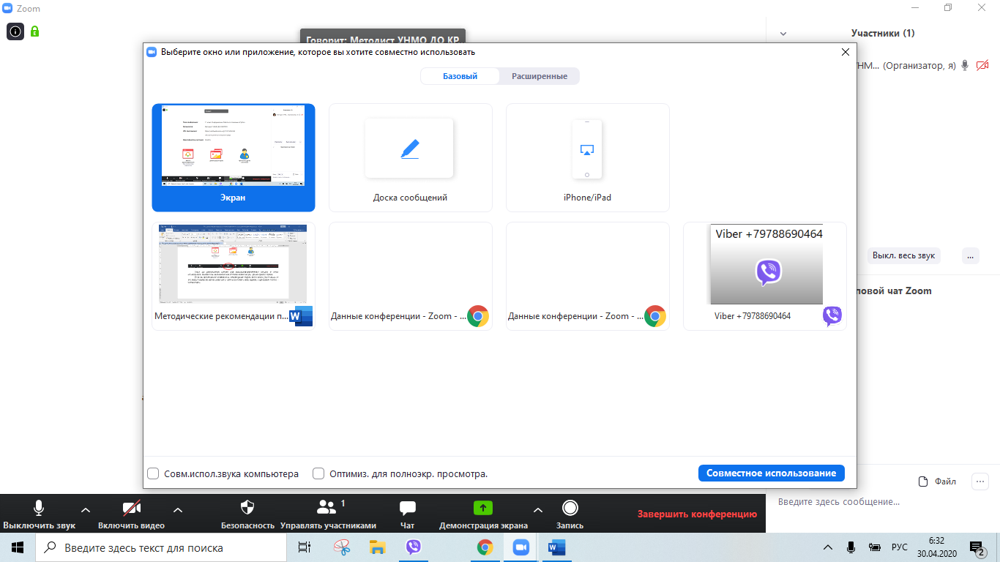 Zoom
Говорит: Методист УНМО ДО КР
Участники (1)
Выберите окно или приложение, которое вы хотите совместно использовать
Базовый
Расширенные
НМ... (Организатор, я)
Экран
Доска сообщений
iPhone/iPad
Viber +79788690464
Выкл. весь звук
...
повой чат Zoom
Методические рекомендации п...
Данные конференции - Zoom - ...
Данные конференции - Zoom - ...
Viber +79788690464
Совм.испол.звука компьютера
Оптимиз. для полноэкр. просмотра.
Совместное использование
Файл
...
Введите здесь сообщение...
1
Выключить звук
Включить видео
Безопасность
Управлять участниками
Чат
Демонстрация экрана
Запись
Завершить конференцию
Введите здесь текст для поиска
РУС
6:32
30.04.2020
2